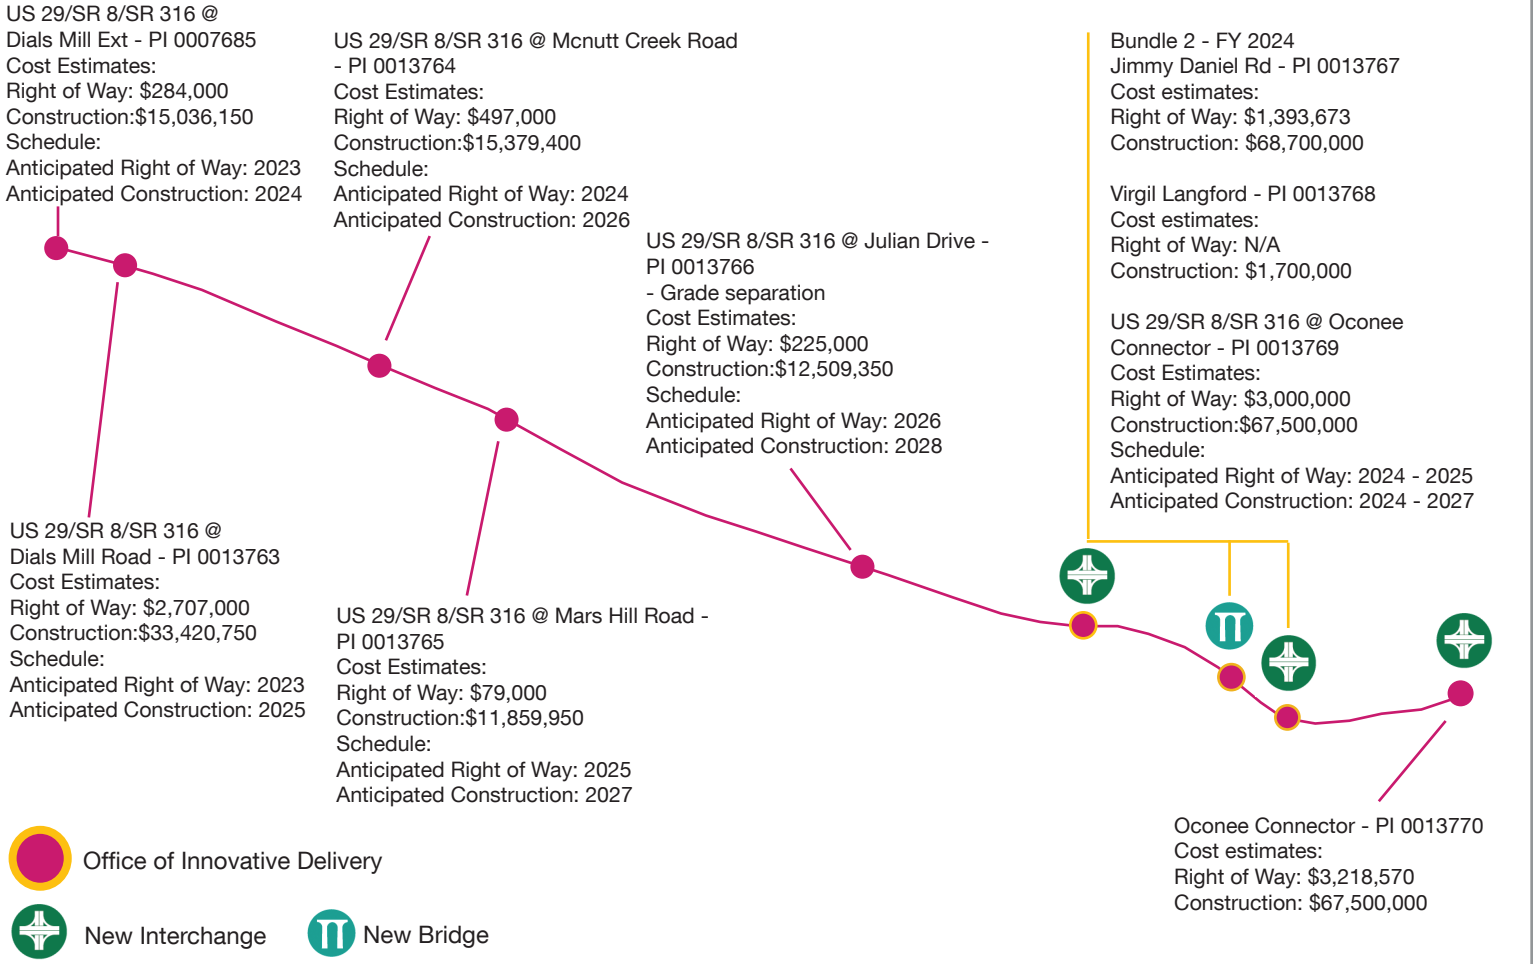 US 29/SR 8/SR 316 @
Dials Mill Ext - PI 0007685
Cost Estimates:
Right of Way: $284,000
Construction:$15,036,150
Schedule:
Anticipated Right of Way: 2023
Anticipated Construction: 2024
US 29/SR 8/SR 316 @ Mcnutt Creek Road
- PI 0013764
Cost Estimates:
Right of Way: $497,000
Construction:$15,379,400
Schedule:
Anticipated Right of Way: 2024
Anticipated Construction: 2026
US 29/SR 8/SR 316 @ Julian Drive -
PI 0013766
- Grade separation
Cost Estimates:
Right of Way: $225,000
Construction:$12,509,350
Schedule:
Anticipated Right of Way: 2026
Anticipated Construction: 2028
Bundle 2 - FY 2024
Jimmy Daniel Rd - PI 0013767
Cost estimates:
Right of Way: $1,393,673
Construction: $68,700,000
Virgil Langford - PI 0013768
Cost estimates:
Right of Way: N/A
Construction: $1,700,000
US 29/SR 8/SR 316 @ Oconee
Connector - PI 0013769
Cost Estimates:
Right of Way: $3,000,000
Construction:$67,500,000
Schedule:
Anticipated Right of Way: 2024 - 2025
Anticipated Construction: 2024 - 2027
US 29/SR 8/SR 316 @
Dials Mill Road - PI 0013763
Cost Estimates:
Right of Way: $2,707,000
Construction:$33,420,750
Schedule:
Anticipated Right of Way: 2023
Anticipated Construction: 2025
US 29/SR 8/SR 316 @ Mars Hill Road -
PI 0013765
Cost Estimates:
Right of Way: $79,000
Construction:$11,859,950
Schedule:
Anticipated Right of Way: 2025
Anticipated Construction: 2027
Oconee Connector - PI 0013770
Cost estimates:
Right of Way: $3,218,570
Construction: $67,500,000
Office of Innovative Delivery
New Interchange
New Bridge